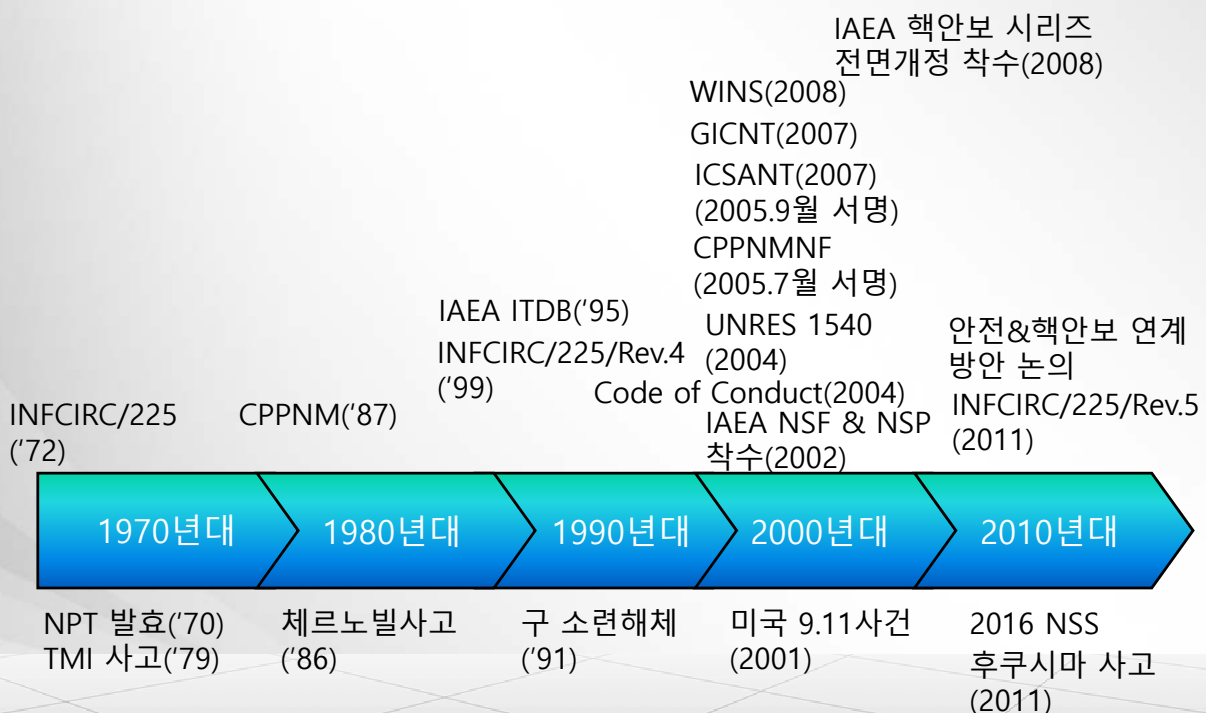 IAEA 핵안보 시리즈
전면개정 착수(2008)
WINS(2008)
GICNT(2007)
ICSANT(2007)
(2005.9월 서명)
CPPNMNF
(2005.7월 서명)
IAEA ITDB('95)
INFCIRC/225/Rev.4
('99)
UNRES 1540
(2004)
Code of Conduct(2004)
IAEA NSF & NSP
착수(2002)
안전&핵안보 연계
방안 논의
INFCIRC/225/Rev.5
(2011)
INFCIRC/225
('72)
CPPNM('87)
1970년대
1980년대
1990년대
2000년대
2010년대
NPT 발효('70)
TMI 사고('79)
체르노빌사고
('86)
구 소련해체
('91)
미국 9.11사건
(2001)
2016 NSS
후쿠시마 사고
(2011)